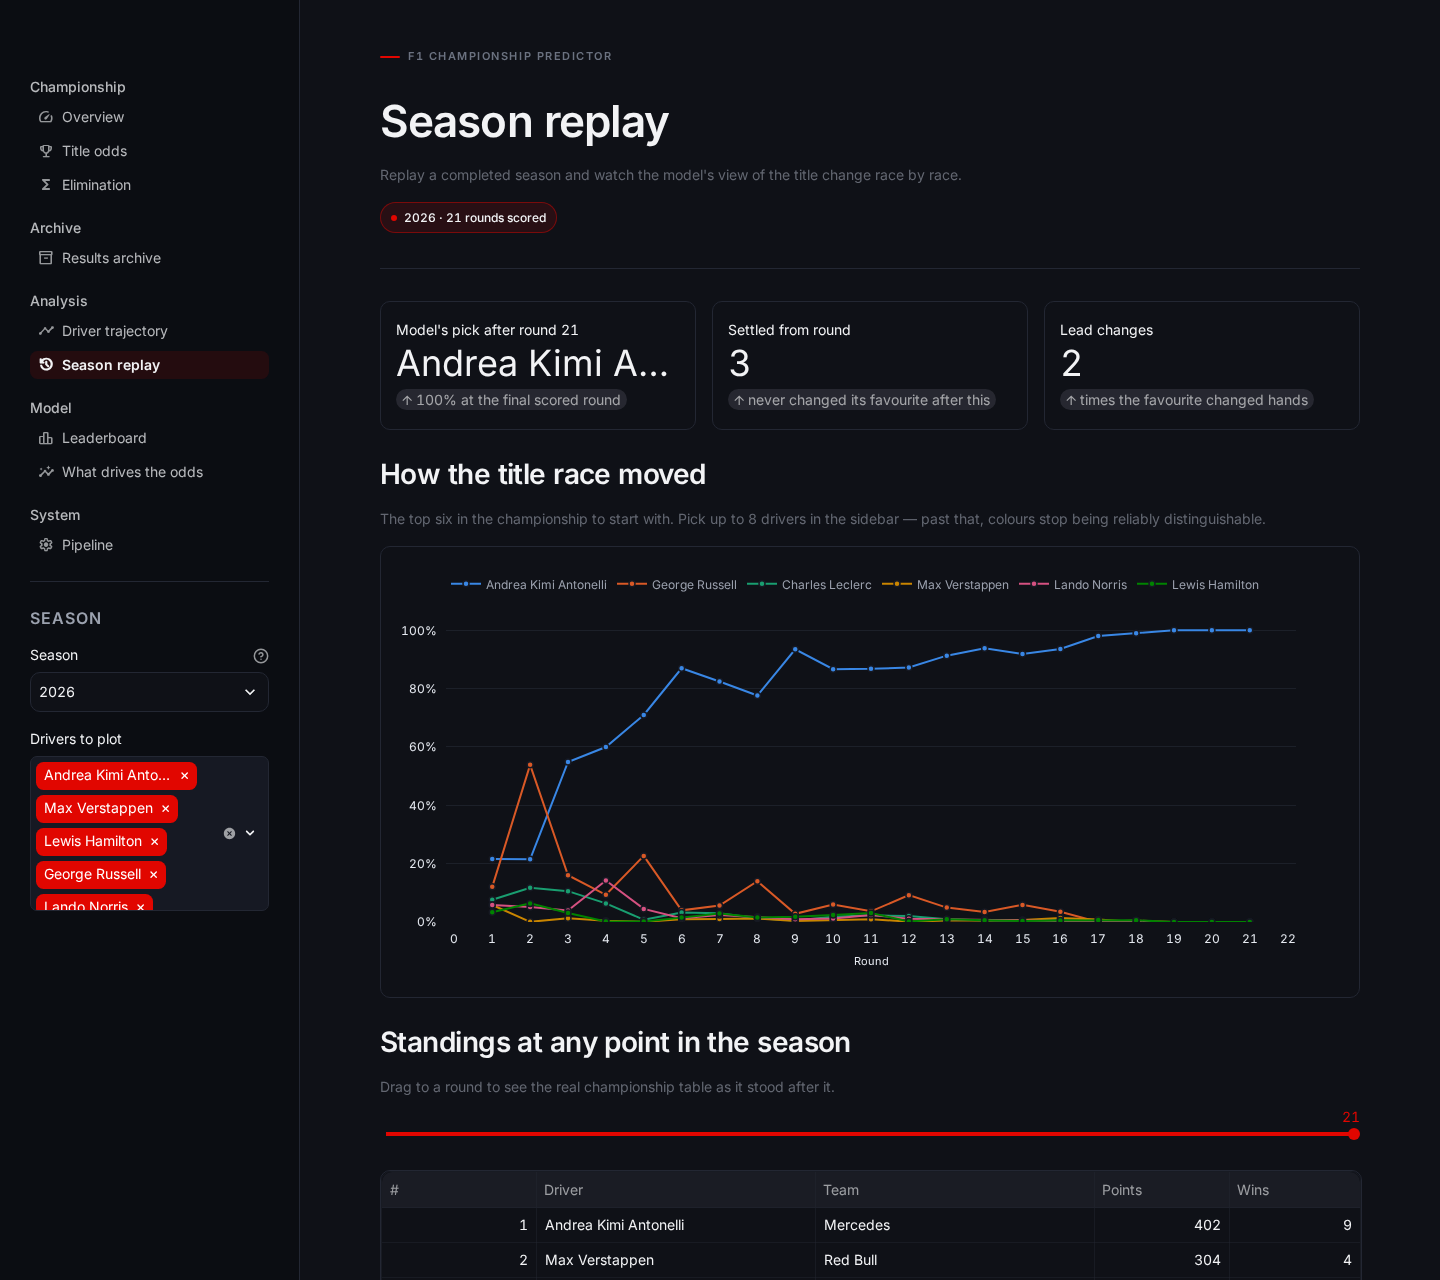 Championship
Overview
Title odds
Elimination
Archive
Results archive
Analysis
Driver trajectory
Season replay
Model
Leaderboard
What drives the odds
System
Pipeline
SEASON
Season
2026
Drivers to plot
Andrea Kimi Anto...
Max Verstappen
Lewis Hamilton
George Russell
Lando Norris
F1 CHAMPIONSHIP PREDICTOR
Season replay
Replay a completed season and watch the model's view of the title change race by race.
2026 · 21 rounds scored
Model's pick after round 21
Andrea Kimi A...
↑ 100% at the final scored round
Settled from round
3
↑ never changed its favourite after this
Lead changes
2
↑ times the favourite changed hands
How the title race moved
The top six in the championship to start with. Pick up to 8 drivers in the sidebar — past that, colours stop being reliably distinguishable.
Andrea Kimi Antonelli George Russell Charles Leclerc Max Verstappen Lando Norris Lewis Hamilton
100%
80%
60%
40%
20%
0%
0 1 2 3 4 5 6 7 8 9 10 11 12 13 14 15 16 17 18 19 20 21 22
Round
Standings at any point in the season
Drag to a round to see the real championship table as it stood after it.
21
# Driver Team Points Wins
1 Andrea Kimi Antonelli Mercedes 402 9
2 Max Verstappen Red Bull 304 4